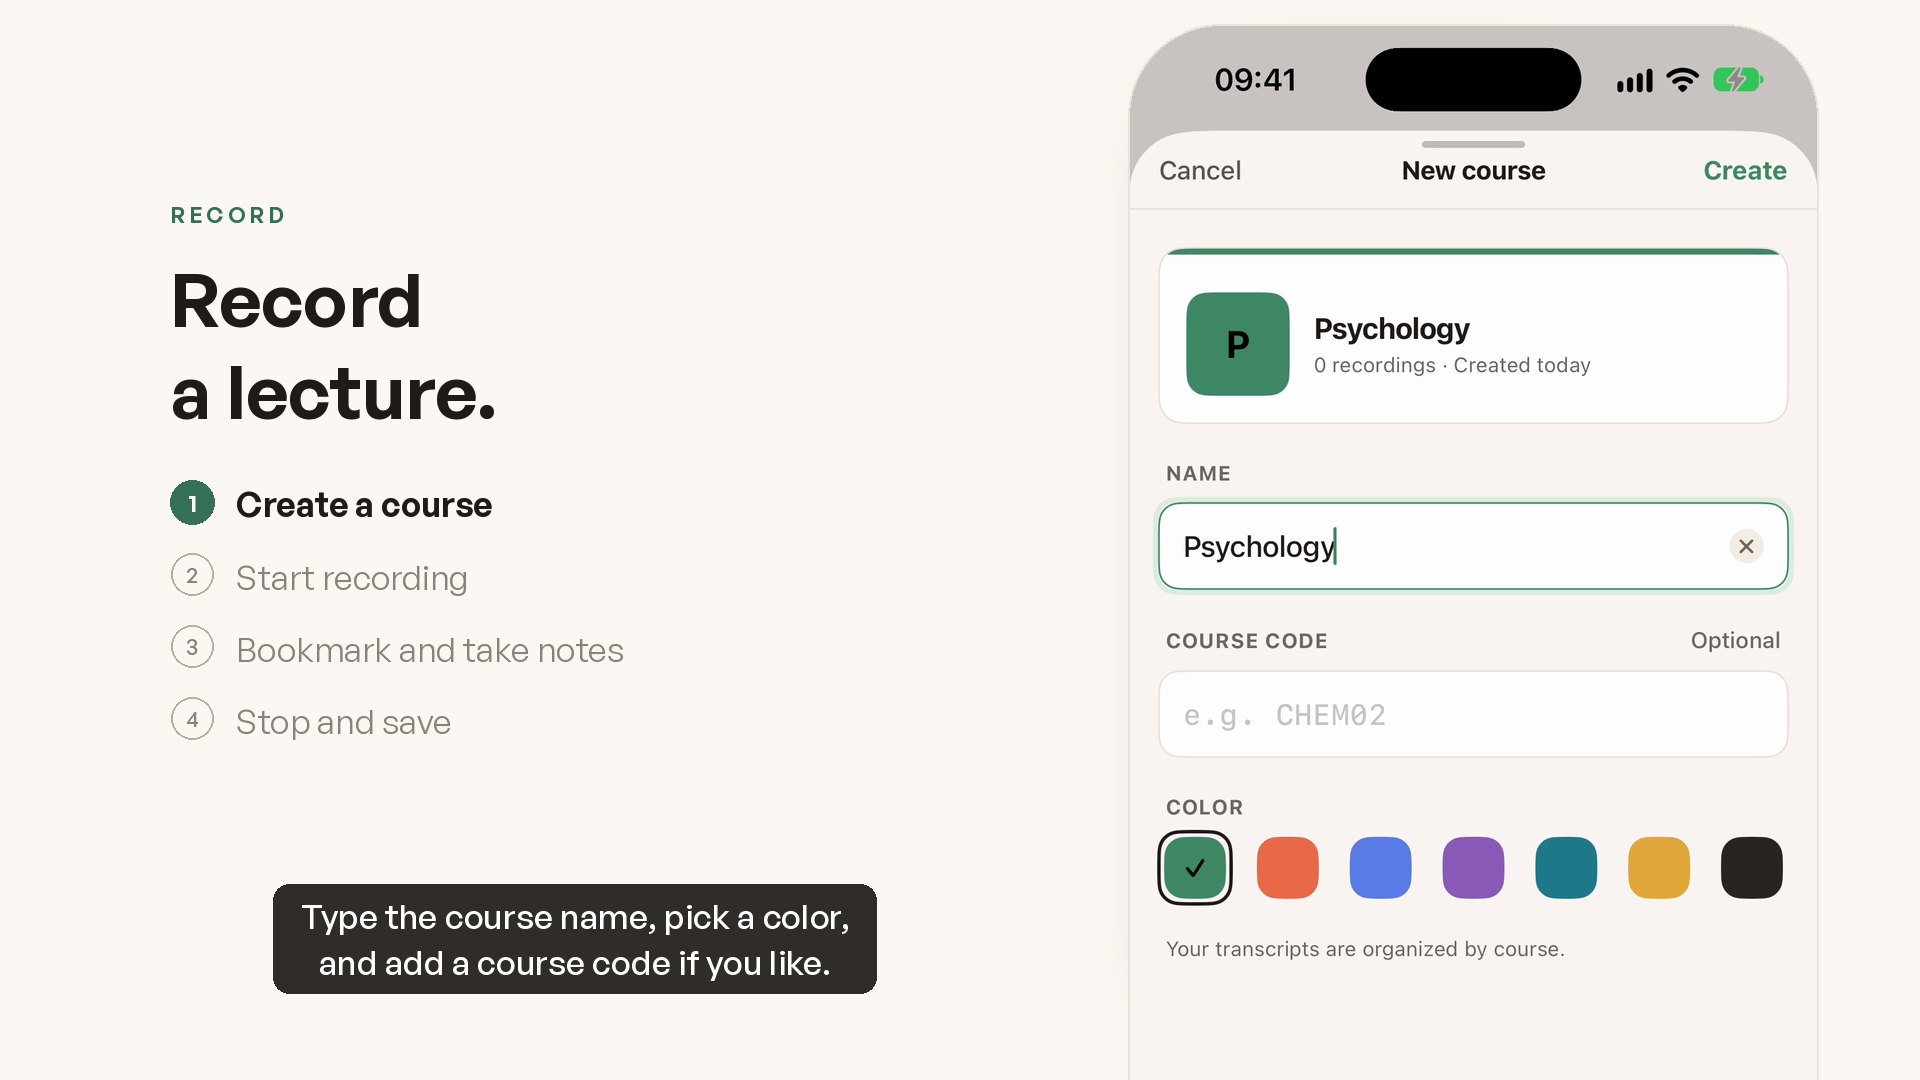 RECORD
Record
a lecture.
1 Create a course
2 Start recording
3 Bookmark and take notes
4 Stop and save
Type the course name, pick a color,
and add a course code if you like.
09:41
Cancel New course Create
P
Psychology
0 recordings · Created today
NAME
Psychology
COURSE CODE Optional
e.g. CHEM02
COLOR
Your transcripts are organized by course.